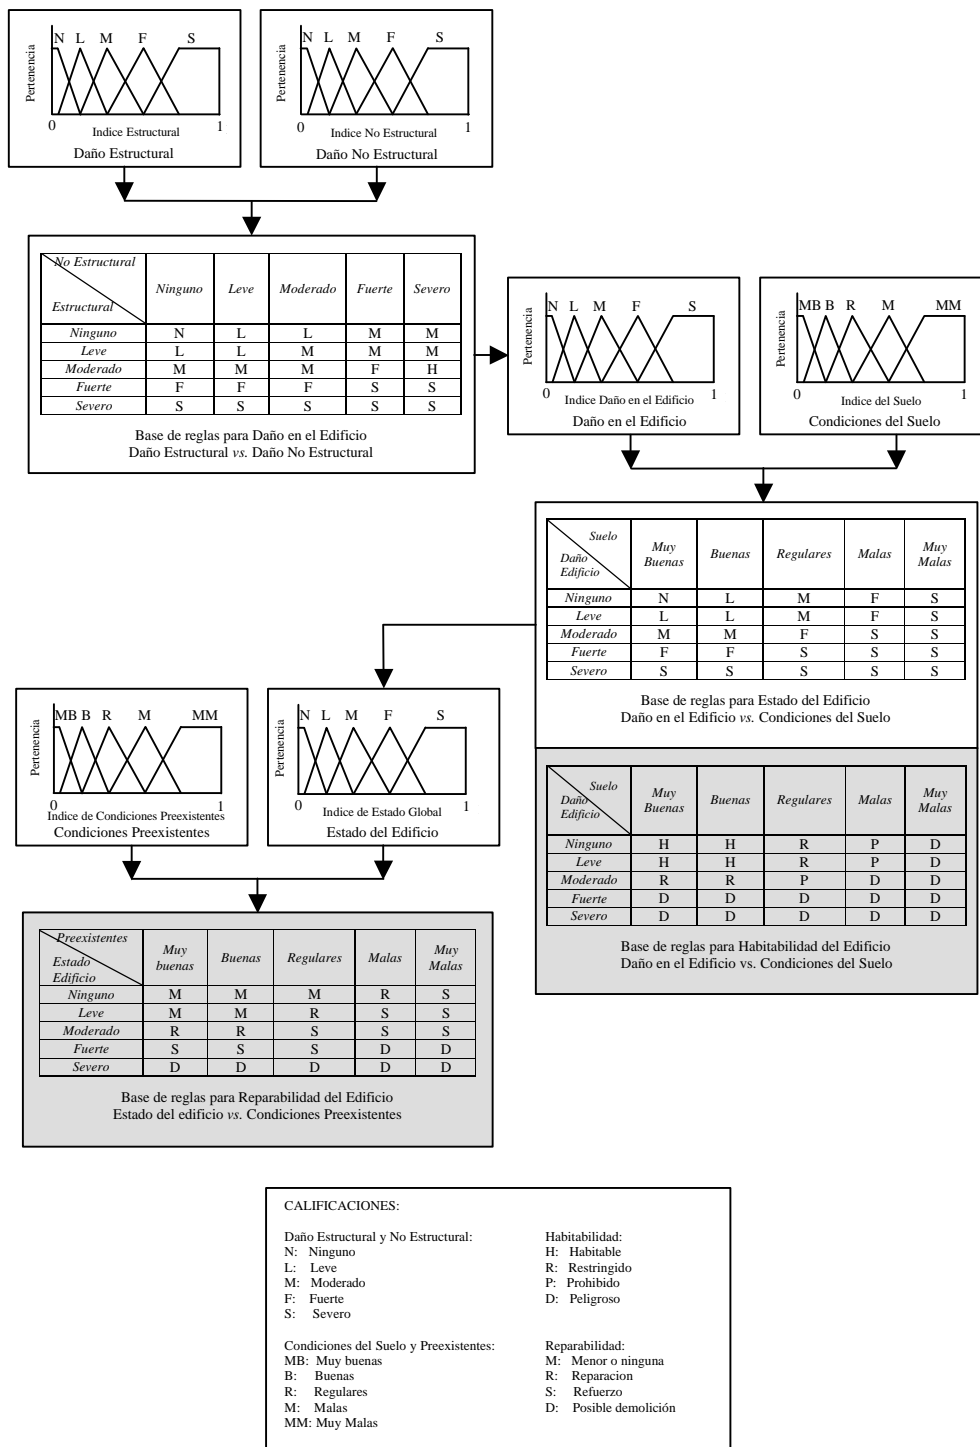 N L M F S
Pertenencia
0 1
Indice Estructural
Daño Estructural
N L M F S
Pertenencia
0 1
Indice No Estructural
Daño No Estructural
No Estructural
Estructural
Ninguno Leve Moderado Fuerte Severo
Ninguno N L L M M
Leve L L M M M
Moderado M M M F H
Fuerte F F F S S
Severo S S S S S
Base de reglas para Daño en el Edificio
Daño Estructural vs. Daño No Estructural
N L M F S
Pertenencia
0 1
Indice Daño en el Edificio
Daño en el Edificio
MB B R M MM
Pertenencia
0 1
Indice del Suelo
Condiciones del Suelo
Suelo
Daño
Edificio
Muy Buenas Regulares Malas Muy
Buenas Malas
Ninguno N L M F S
Leve L L M F S
Moderado M M F S S
Fuerte F F S S S
Severo S S S S S
Base de reglas para Estado del Edificio
Daño en el Edificio vs. Condiciones del Suelo
MB B R M MM
Pertenencia
0 1
Indice de Condiciones Preexistentes
Condiciones Preexistentes
N L M F S
Pertenencia
0 1
Indice de Estado Global
Estado del Edificio
Suelo
Daño
Edificio
Muy Buenas Regulares Malas Muy
Buenas Malas
Ninguno H H R P D
Leve H H R P D
Moderado R R P D D
Fuerte D D D D D
Severo D D D D D
Base de reglas para Habitabilidad del Edificio
Daño en el Edificio vs. Condiciones del Suelo
Preexistentes
Estado
Edificio
Muy Buenas Regulares Malas Muy
buenas Malas
Ninguno M M M R S
Leve M M R S S
Moderado R R S S S
Fuerte S S S D D
Severo D D D D D
Base de reglas para Reparabilidad del Edificio
Estado del edificio vs. Condiciones Preexistentes
CALIFICACIONES:
Daño Estructural y No Estructural:
N: Ninguno
L: Leve
M: Moderado
F: Fuerte
S: Severo
Habitabilidad:
H: Habitable
R: Restringido
P: Prohibido
D: Peligroso
Condiciones del Suelo y Preexistentes:
MB: Muy buenas
B: Buenas
R: Regulares
M: Malas
MM: Muy Malas
Reparabilidad:
M: Menor o ninguna
R: Reparacion
S: Refuerzo
D: Posible demolición